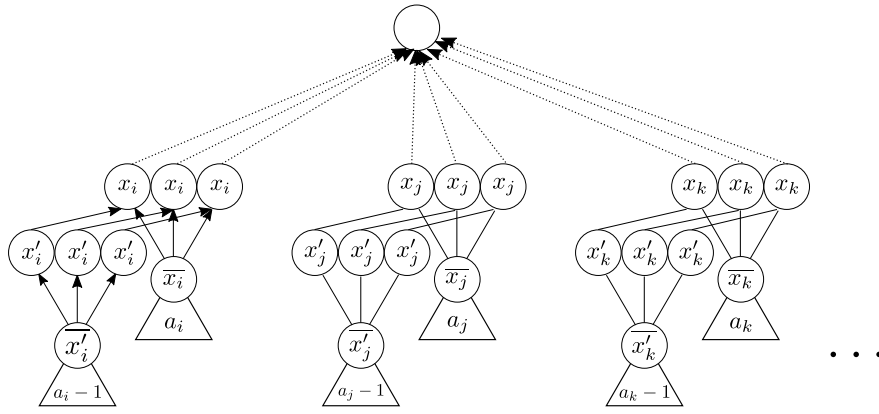 x_i x_i x_i x_j x_j x_j x_k x_k x_k
x'_i x'_i x'_i x'_j x'_j x'_j x'_k x'_k x'_k
\overline{x_i} \overline{x_j} \overline{x_k}
a_i a_j a_k
\overline{x'_i} \overline{x'_j} \overline{x'_k}
a_i − 1 a_j − 1 a_k − 1
. . .